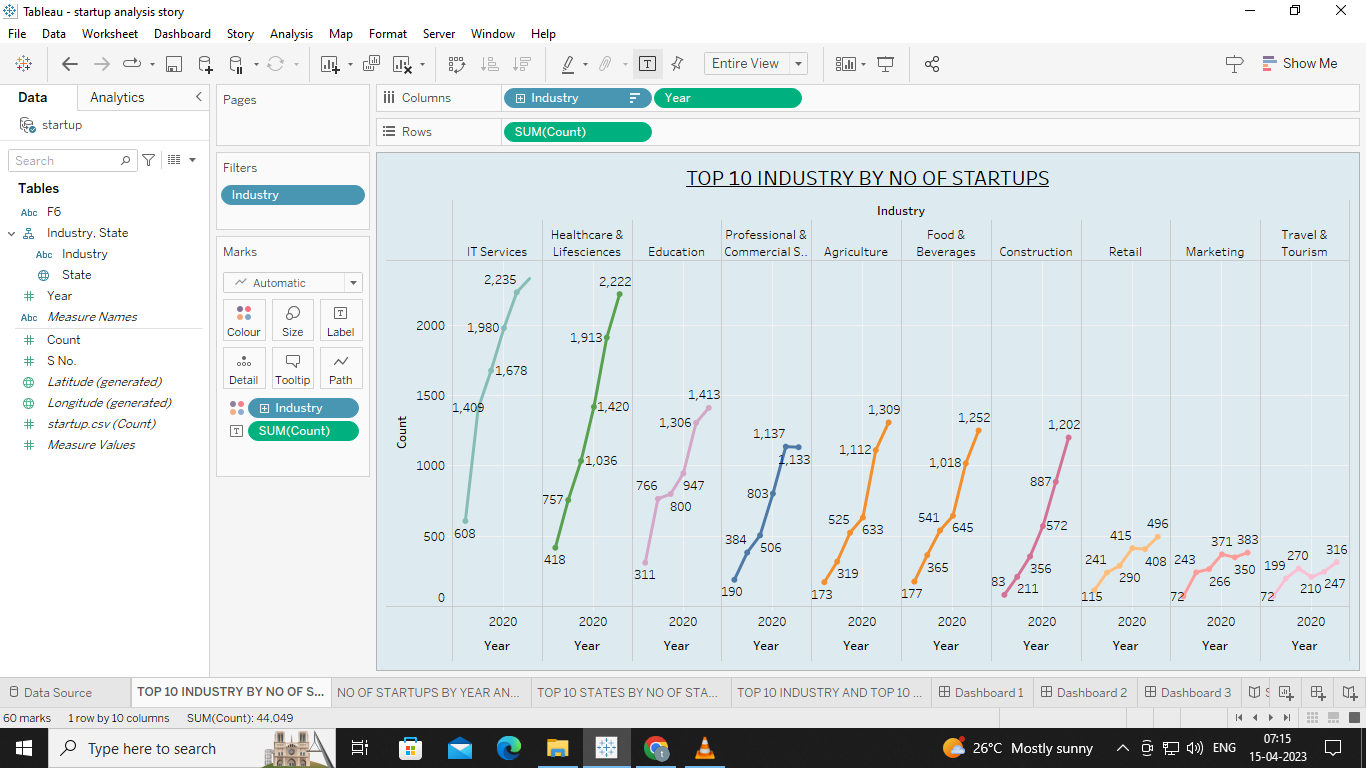 Tableau - startup analysis story
File Data Worksheet Dashboard Story Analysis Map Format Server Window Help
Entire View
Show Me
Data Analytics
startup
Search
Tables
Abc F6
Industry, State
Abc Industry
State
Year
Abc Measure Names
Count
S No.
Latitude (generated)
Longitude (generated)
startup.csv (Count)
Measure Values
Pages
Filters
Industry
Marks
Automatic
Colour Size Label
Detail Tooltip Path
Industry
SUM(Count)
Columns Industry Year
Rows SUM(Count)
TOP 10 INDUSTRY BY NO OF STARTUPS
Industry
IT Services
Healthcare &
Lifesciences
Education
Professional &
Commercial S..
Agriculture
Food &
Beverages
Construction
Retail
Marketing
Travel &
Tourism
Count
2000
1500
1000
500
0
2,235
1,980
1,678
1,409
608
2,222
1,913
1,420
1,036
757
418
1,413
1,306
947
766
800
311
1,137
1,133
803
384
506
190
1,309
1,112
525
633
319
173
1,252
1,018
541
645
365
177
1,202
887
572
356
211
83
496
415
408
241
290
115
371 383
243
350
266
72
316
270
199
247
210
72
2020 2020 2020 2020 2020 2020 2020 2020 2020 2020
Year Year Year Year Year Year Year Year Year Year
Data Source TOP 10 INDUSTRY BY NO OF S... NO OF STARTUPS BY YEAR AN... TOP 10 STATES BY NO OF STA... TOP 10 INDUSTRY AND TOP 10 ... Dashboard 1 Dashboard 2 Dashboard 3
60 marks 1 row by 10 columns SUM(Count): 44,049
Type here to search
26°C Mostly sunny
ENG
07:15
15-04-2023